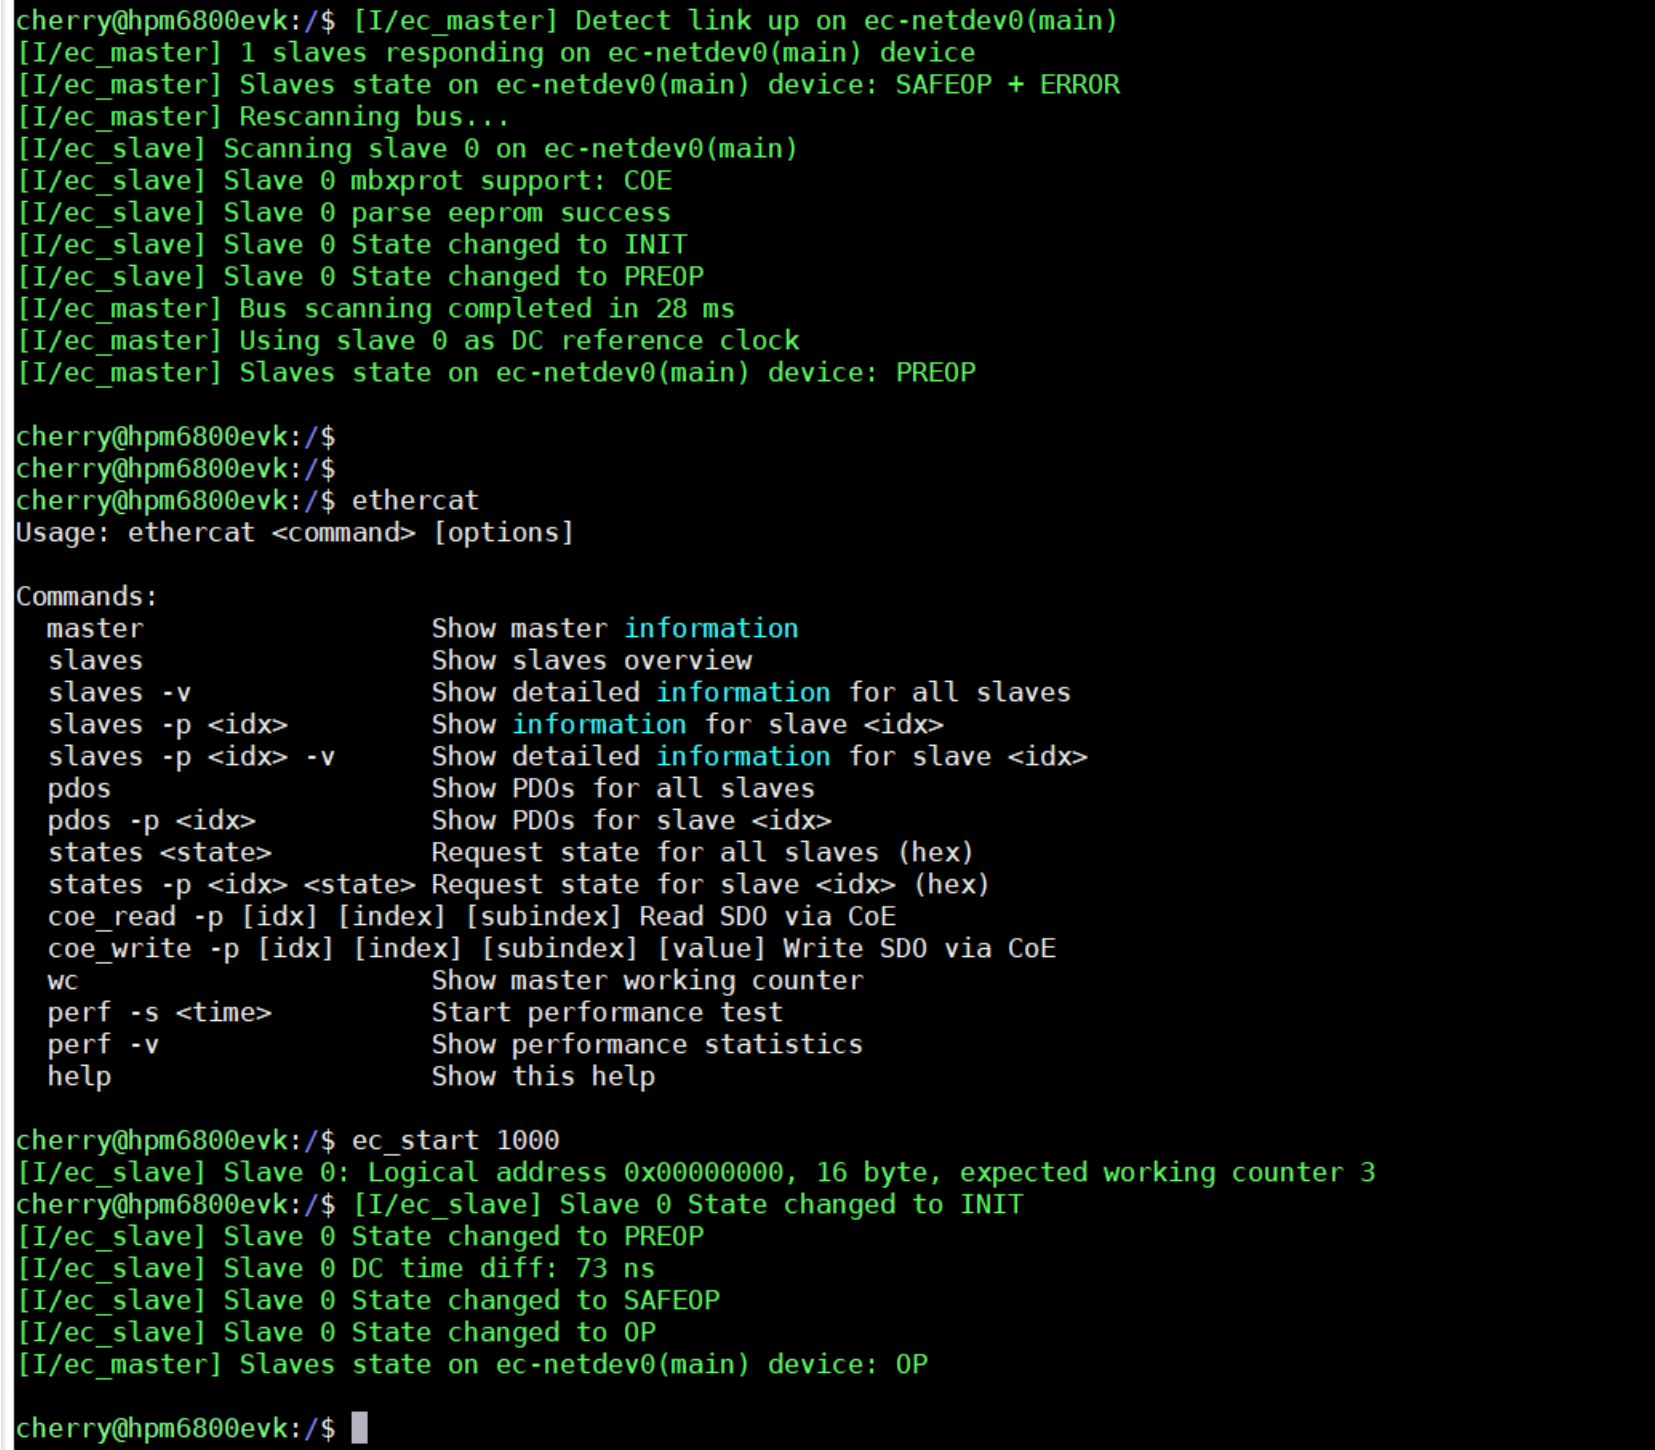 cherry@hpm6800evk:/$ [I/ec_master] Detect link up on ec-netdev0(main)
[I/ec_master] 1 slaves responding on ec-netdev0(main) device
[I/ec_master] Slaves state on ec-netdev0(main) device: SAFEOP + ERROR
[I/ec_master] Rescanning bus...
[I/ec_slave] Scanning slave 0 on ec-netdev0(main)
[I/ec_slave] Slave 0 mbxprot support: COE
[I/ec_slave] Slave 0 parse eeprom success
[I/ec_slave] Slave 0 State changed to INIT
[I/ec_slave] Slave 0 State changed to PREOP
[I/ec_master] Bus scanning completed in 28 ms
[I/ec_master] Using slave 0 as DC reference clock
[I/ec_master] Slaves state on ec-netdev0(main) device: PREOP

cherry@hpm6800evk:/$
cherry@hpm6800evk:/$
cherry@hpm6800evk:/$ ethercat
Usage: ethercat <command> [options]

Commands:
  master                  Show master information
  slaves                  Show slaves overview
  slaves -v               Show detailed information for all slaves
  slaves -p <idx>         Show information for slave <idx>
  slaves -p <idx> -v      Show detailed information for slave <idx>
  pdos                    Show PDOs for all slaves
  pdos -p <idx>           Show PDOs for slave <idx>
  states <state>          Request state for all slaves (hex)
  states -p <idx> <state> Request state for slave <idx> (hex)
  coe_read -p [idx] [index] [subindex] Read SDO via CoE
  coe_write -p [idx] [index] [subindex] [value] Write SDO via CoE
  wc                      Show master working counter
  perf -s <time>          Start performance test
  perf -v                 Show performance statistics
  help                    Show this help

cherry@hpm6800evk:/$ ec_start 1000
[I/ec_slave] Slave 0: Logical address 0x00000000, 16 byte, expected working counter 3
cherry@hpm6800evk:/$ [I/ec_slave] Slave 0 State changed to INIT
[I/ec_slave] Slave 0 State changed to PREOP
[I/ec_slave] Slave 0 DC time diff: 73 ns
[I/ec_slave] Slave 0 State changed to SAFEOP
[I/ec_slave] Slave 0 State changed to OP
[I/ec_master] Slaves state on ec-netdev0(main) device: OP

cherry@hpm6800evk:/$